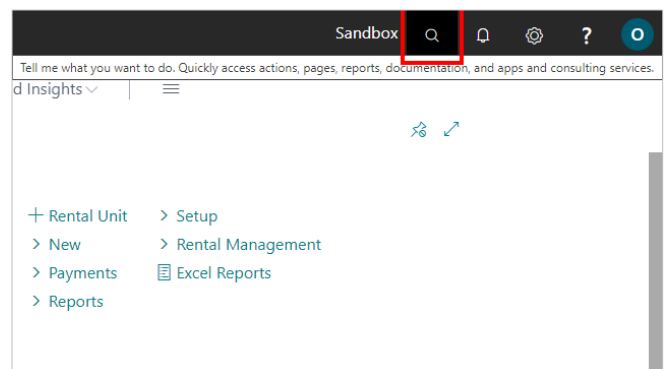 Sandbox ? O
Tell me what you want to do. Quickly access actions, pages, reports, documentation, and apps and consulting services.
d Insights
+ Rental Unit > Setup
> New > Rental Management
> Payments Excel Reports
> Reports